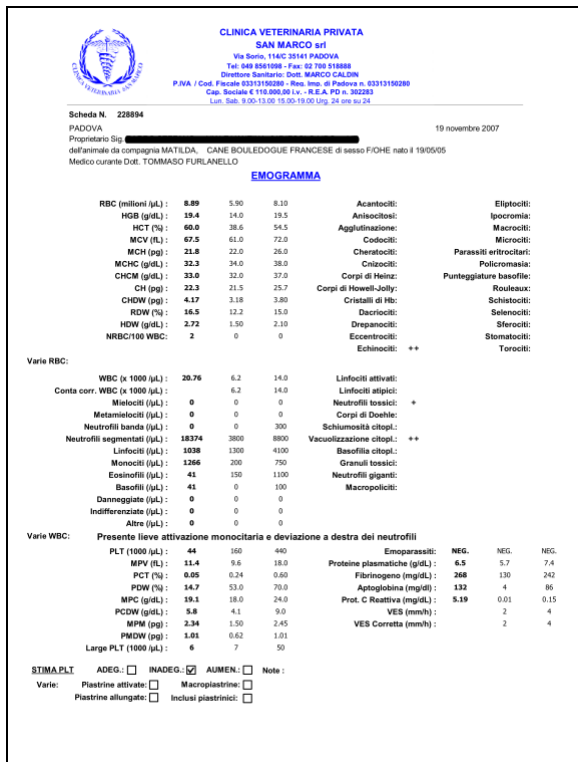 CLINICA VETERINARIA PRIVATA
SAN MARCO srl
Via Sorio, 114/C 35141 PADOVA
Tel: 049 8561098 - Fax: 02 700 518888
Direttore Sanitario: Dott. MARCO CALDIN
P.IVA / Cod. Fiscale 03313150280 - Reg. Imp. di Padova n. 03313150280
Cap. Sociale € 110.000,00 i.v. - R.E.A. PD n. 302283
Lun. Sab. 9.00-13.00 15.00-19.00 Urg. 24 ore su 24
CLINICA VETERINARIA SAN MARCO
Scheda N. 228894
PADOVA 19 novembre 2007
Proprietario Sig.
dell'animale da compagnia MATILDA, CANE BOULEDOGUE FRANCESE di sesso F/OHE nato il 19/05/05
Medico curante Dott. TOMMASO FURLANELLO
EMOGRAMMA
RBC (milioni /µL) : 8.89 5.90 8.10 Acantociti: Eliptociti:
HGB (g/dL) : 19.4 14.0 19.5 Anisocitosi: Ipocromia:
HCT (%) : 60.0 38.6 54.5 Agglutinazione: Macrociti:
MCV (fL) : 67.5 61.0 72.0 Codociti: Microciti:
MCH (pg) : 21.8 22.0 26.0 Cheratociti: Parassiti eritrocitari:
MCHC (g/dL) : 32.3 34.0 38.0 Cnizociti: Policromasia:
CHCM (g/dL) : 33.0 32.0 37.0 Corpi di Heinz: Punteggiature basofile:
CH (pg) : 22.3 21.5 25.7 Corpi di Howell-Jolly: Rouleaux:
CHDW (pg) : 4.17 3.18 3.80 Cristalli di Hb: Schistociti:
RDW (%) : 16.5 12.2 15.0 Dacriociti: Selenociti:
HDW (g/dL) : 2.72 1.50 2.10 Drepanociti: Sferociti:
NRBC/100 WBC: 2 0 0 Eccentrociti: Stomatociti:
Echinociti: ++ Torociti:
Varie RBC:
WBC (x 1000 /µL) : 20.76 6.2 14.0 Linfociti attivati:
Conta corr. WBC (x 1000 /µL) : 6.2 14.0 Linfociti atipici:
Mielociti (/µL) : 0 0 0 Neutrofili tossici: +
Metamielociti (/µL) : 0 0 0 Corpi di Doehle:
Neutrofili banda (/µL) : 0 0 300 Schiumosità citopl.:
Neutrofili segmentati (/µL) : 18374 3800 8800 Vacuolizzazione citopl.: ++
Linfociti (/µL) : 1038 1300 4100 Basofilia citopl.:
Monociti (/µL) : 1266 200 750 Granuli tossici:
Eosinofili (/µL) : 41 150 1100 Neutrofili giganti:
Basofili (/µL) : 41 0 100 Macropoliciti:
Danneggiate (/µL) : 0 0 0
Indifferenziate (/µL) : 0 0 0
Altre (/µL) : 0 0 0
Varie WBC: Presente lieve attivazione monocitaria e deviazione a destra dei neutrofili
PLT (1000 /µL) : 44 160 440 Emoparassiti: NEG. NEG. NEG.
MPV (fL) : 11.4 9.6 18.0 Proteine plasmatiche (g/dL) : 6.5 5.7 7.4
PCT (%) : 0.05 0.24 0.60 Fibrinogeno (mg/dL) : 268 130 242
PDW (%) : 14.7 53.0 70.0 Aptoglobina (mg/dl) : 132 4 86
MPC (g/dL) : 19.1 18.0 24.0 Prot. C Reattiva (mg/dL) : 5.19 0.01 0.15
PCDW (g/dL) : 5.8 4.1 9.0 VES (mm/h) : 2 4
MPM (pg) : 2.34 1.50 2.45 VES Corretta (mm/h) : 2 4
PMDW (pg) : 1.01 0.62 1.01
Large PLT (1000 /µL) : 6 7 50
STIMA PLT ADEG.: INADEG.: AUMEN.: Note :
Varie: Piastrine attivate: Macropiastrine:
Piastrine allungate: Inclusi piastrinici: